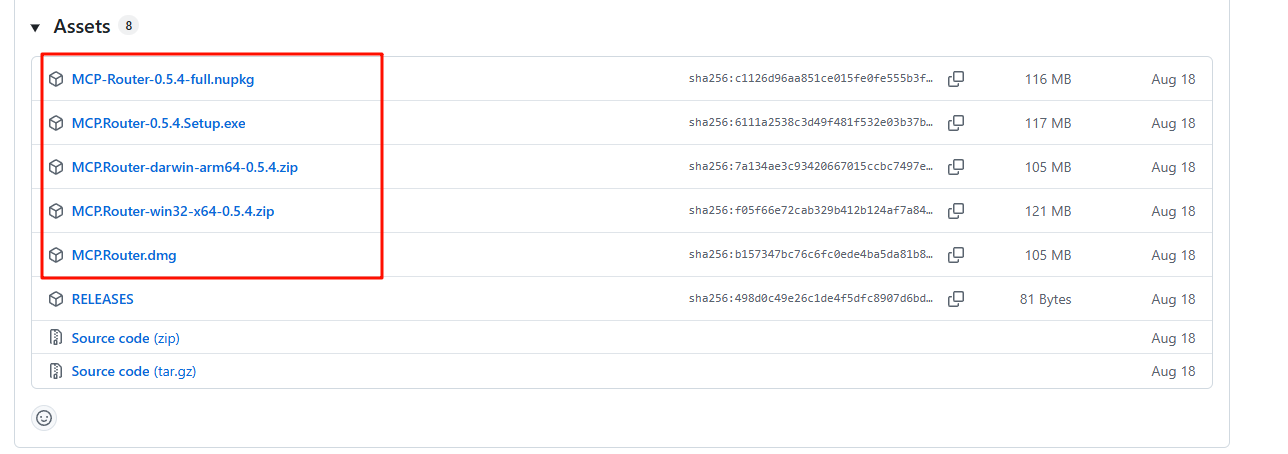 Assets 8
MCP-Router-0.5.4-full.nupkg sha256:c1126d96aa851ce015fe0fe555b3f… 116 MB Aug 18
MCP.Router-0.5.4.Setup.exe sha256:6111a2538c3d49f481f532e03b37b… 117 MB Aug 18
MCP.Router-darwin-arm64-0.5.4.zip sha256:7a134ae3c93420667015ccbc7497e… 105 MB Aug 18
MCP.Router-win32-x64-0.5.4.zip sha256:f05f66e72cab329b412b124af7a84… 121 MB Aug 18
MCP.Router.dmg sha256:b157347bc76c6fc0ede4ba5da81b8… 105 MB Aug 18
RELEASES sha256:498d0c49e26c1de4f5dfc8907d6bd… 81 Bytes Aug 18
Source code (zip) Aug 18
Source code (tar.gz) Aug 18